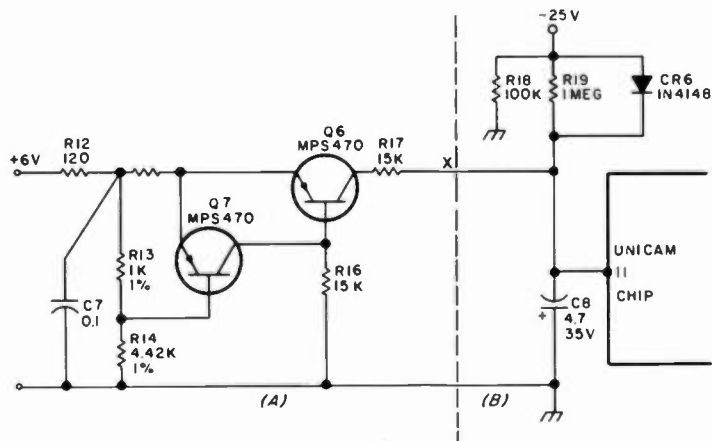 -25V
R18
100K
R19
1MEG
CR6
1N4148
+6V
R12
120
Q6
MPS470
R17
15K
X
Q7
MPS470
R13
1K
1%
R16
15K
C7
0.1
R14
4.42K
1%
UNICAM
11
CHIP
C8
4.7
35V
+
(A)
(B)